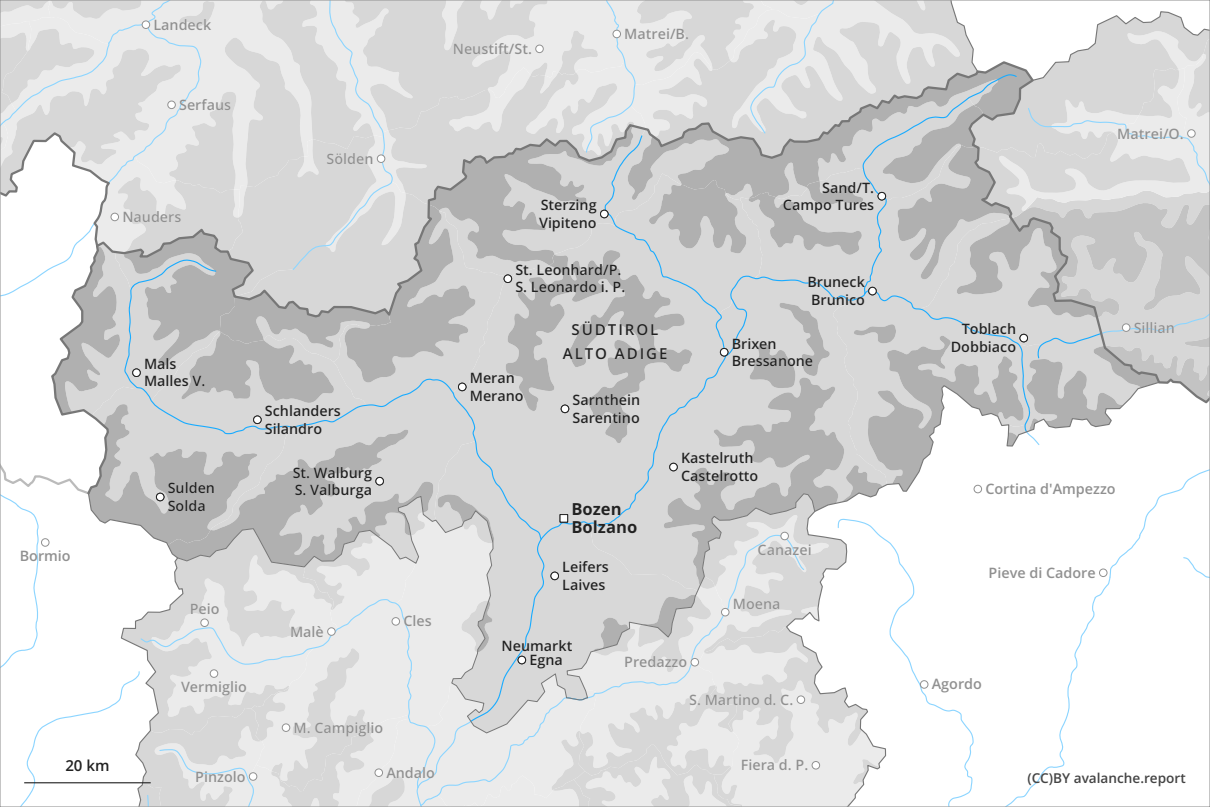 Landeck
Neustift/St.
Matrei/B.
Serfaus
Matrei/O.
Sölden
Sand/T.
Campo Tures
Sterzing
Vipiteno
Nauders
St. Leonhard/P.
S. Leonardo i. P.
Bruneck
Brunico
SÜDTIROL
ALTO ADIGE
Toblach
Dobbiaco
Sillian
Brixen
Bressanone
Mals
Malles V.
Meran
Merano
Schlanders
Silandro
Sarnthein
Sarentino
Kastelruth
Castelrotto
St. Walburg
S. Valburga
Sulden
Solda
Cortina d'Ampezzo
Bozen
Bolzano
Bormio
Canazei
Leifers
Laives
Pieve di Cadore
Peio
Moena
Malè
Cles
Neumarkt
Egna
Predazzo
Vermiglio
Agordo
S. Martino d. C.
M. Campiglio
Fiera d. P.
20 km
Pinzolo
Andalo
(CC)BY avalanche.report